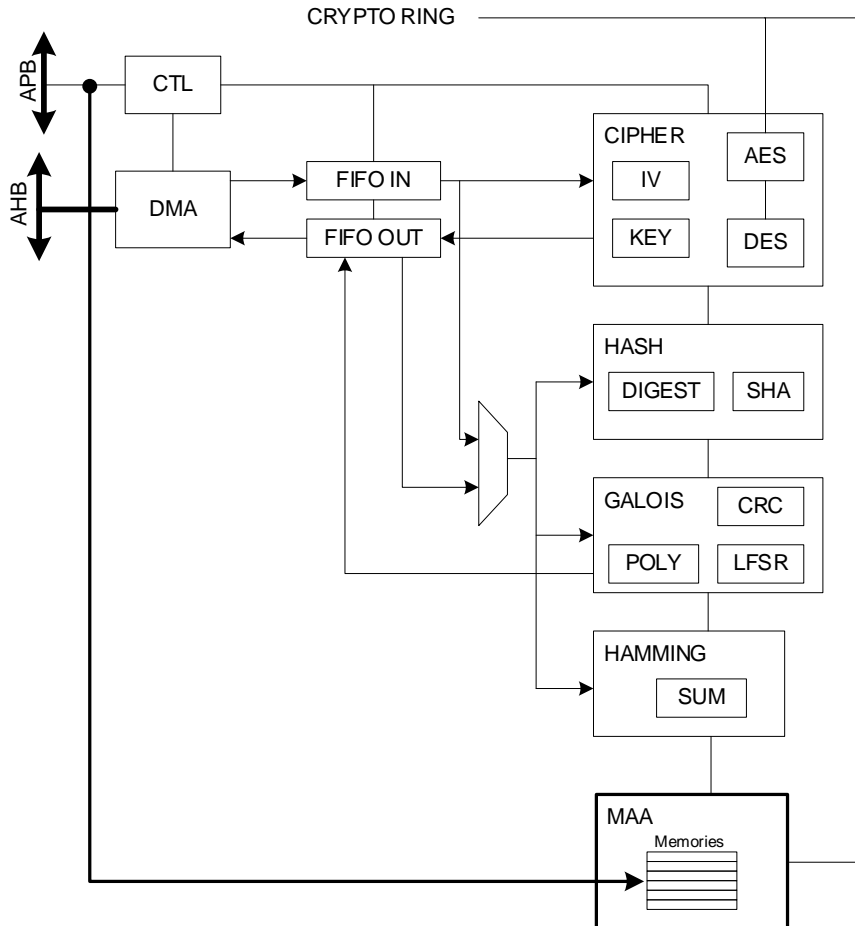 CRYPTO RING
APB
CTL
CIPHER
AES
IV
FIFO IN
DMA
AHB
KEY
DES
FIFO OUT
HASH
DIGEST
SHA
GALOIS
CRC
POLY
LFSR
HAMMING
SUM
MAA
Memories